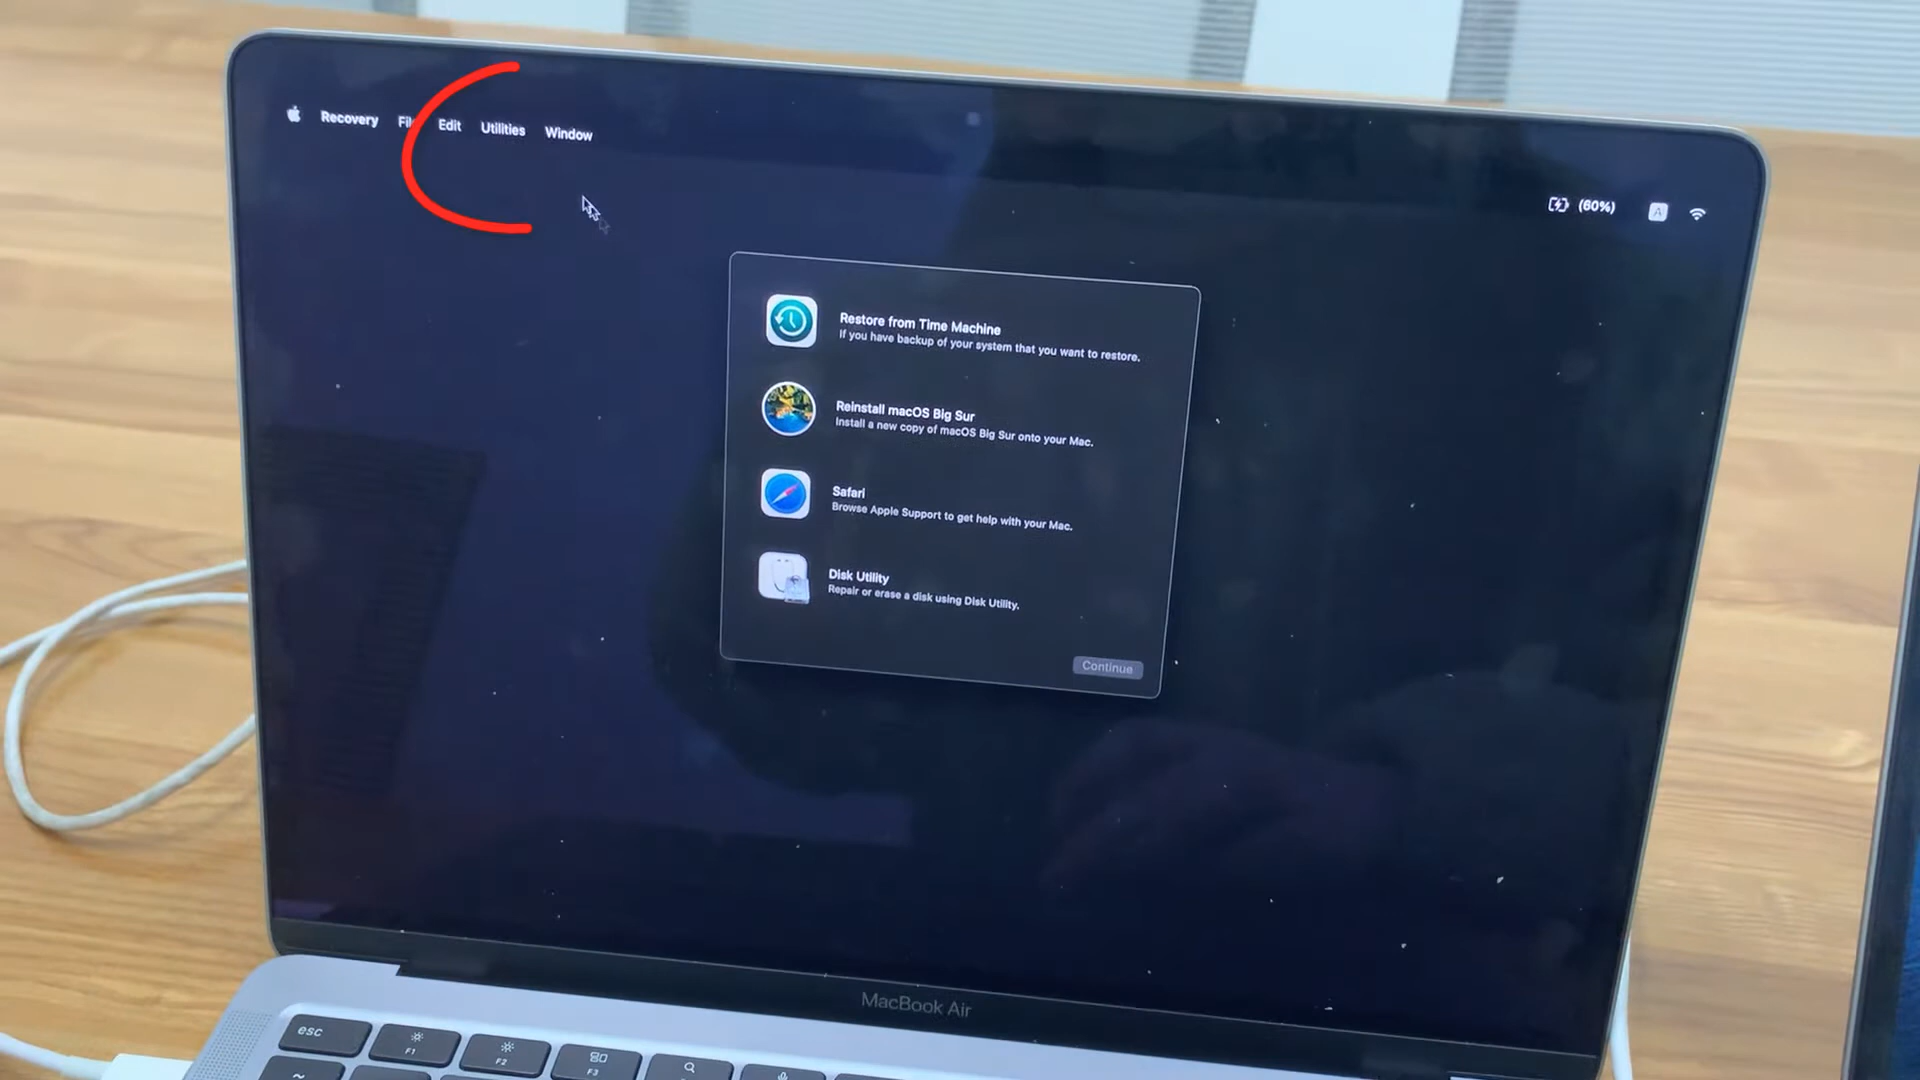 Recovery Edit Utilities Window
(60%) A
Restore from Time Machine
If you have backup of your system that you want to restore.
Reinstall macOS Big Sur
Install a new copy of macOS Big Sur onto your Mac.
Safari
Browse Apple Support to get help with your Mac.
Disk Utility
Repair or erase a disk using Disk Utility.
Continue
MacBook Air
esc
F1
F2
F3